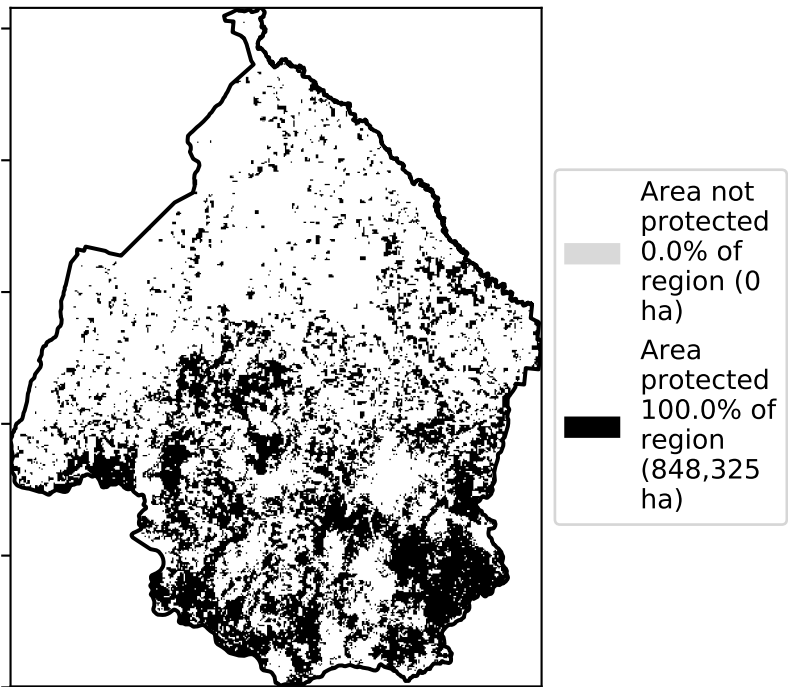 Area not
protected
0.0% of
region (0
ha)
Area
protected
100.0% of
region
(848,325
ha)